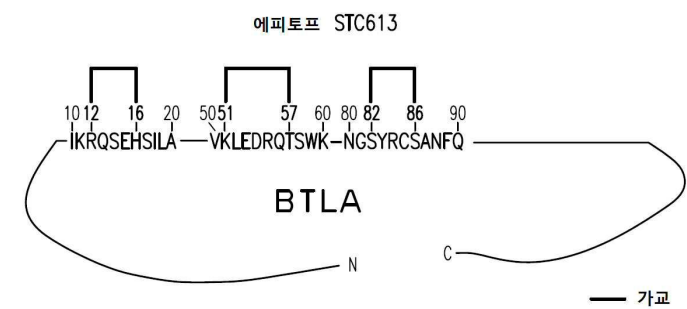 에피토프 STC613
10 12 16 20 50 51 57 60 80 82 86 90
IKRQSEHSILA VKLEDRQTSWK NGSYRCSANFQ
BTLA
N
C
가교